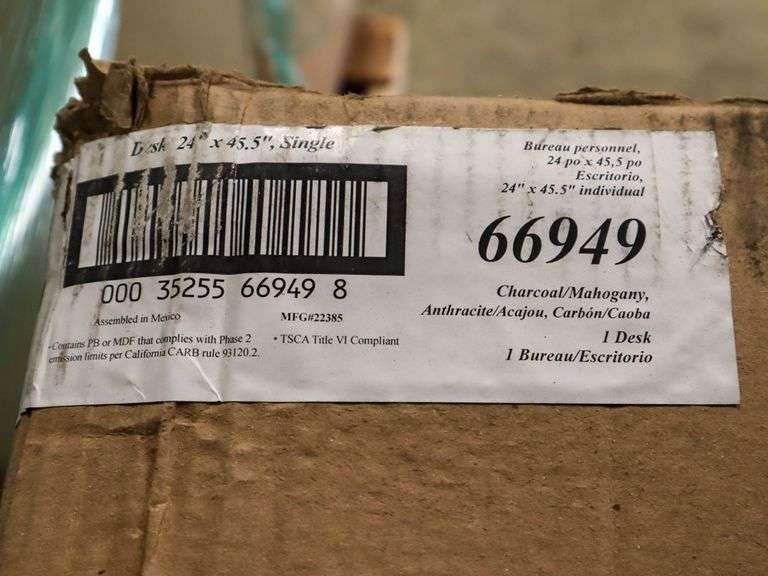 Desk 24" x 45.5", Single
000 35255 66949 8
Assembled in Mexico
MFG#22385
•Contains PB or MDF that complies with Phase 2
emission limits per California CARB rule 93120.2.
• TSCA Title VI Compliant
Bureau personnel,
24 po x 45,5 po
Escritorio,
24" x 45.5" individual
66949
Charcoal/Mahogany,
Anthracite/Acajou, Carbón/Caoba
1 Desk
1 Bureau/Escritorio